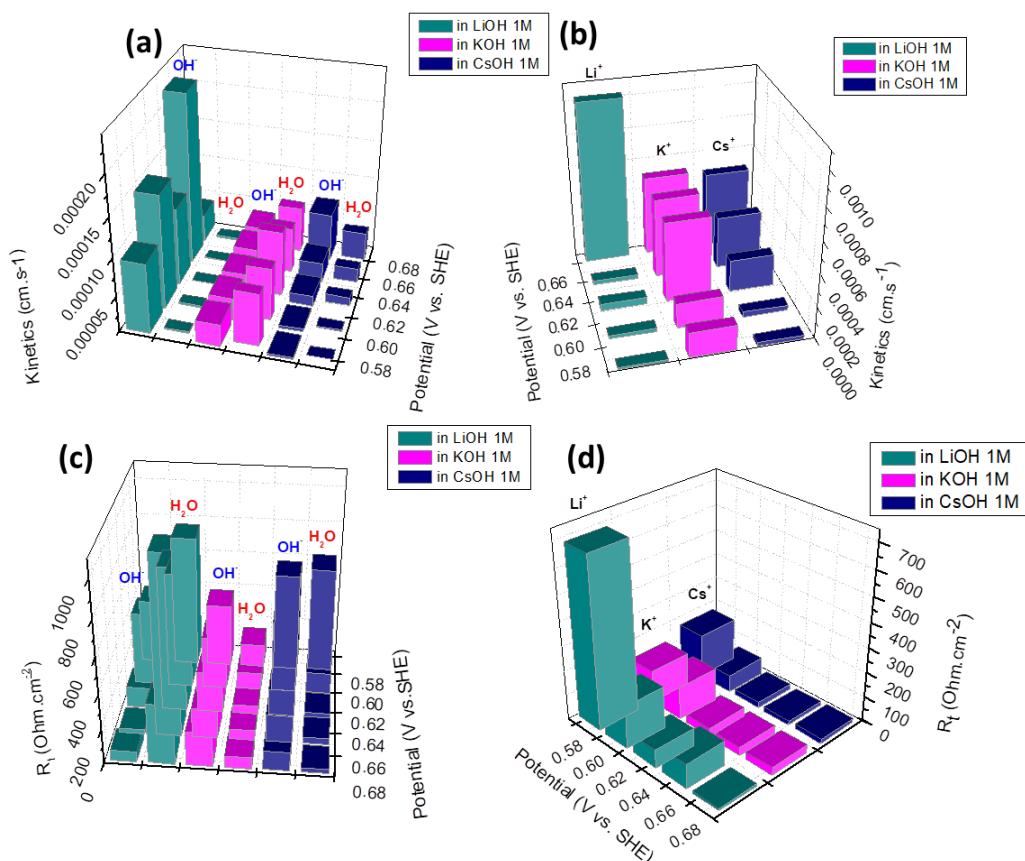 (a)
in LiOH 1M
in KOH 1M
in CsOH 1M
OH-
H2O
OH-
H2O
OH-
H2O
0.00020
0.00015
0.00010
0.00005
Kinetics (cm.s-1)
0.68
0.66
0.64
0.62
0.60
0.58
Potential (V vs. SHE)
(b)
in LiOH 1M
in KOH 1M
in CsOH 1M
Li+
K+
Cs+
0.66
0.64
0.62
0.60
0.58
Potential (V vs. SHE)
0.0010
0.0008
0.0006
0.0004
0.0002
0.0000
Kinetics (cm.s-1)
(c)
in LiOH 1M
in KOH 1M
in CsOH 1M
H2O
OH-
OH-
H2O
OH-
H2O
1000
800
600
400
200
0
Rt (Ohm.cm-2)
0.58
0.60
0.62
0.64
0.66
0.68
Potential (V vs.SHE)
(d)
in LiOH 1M
in KOH 1M
in CsOH 1M
Li+
K+
Cs+
700
600
500
400
300
200
100
0
Rt (Ohm.cm-2)
0.58
0.60
0.62
0.64
0.66
0.68
Potential (V vs. SHE)